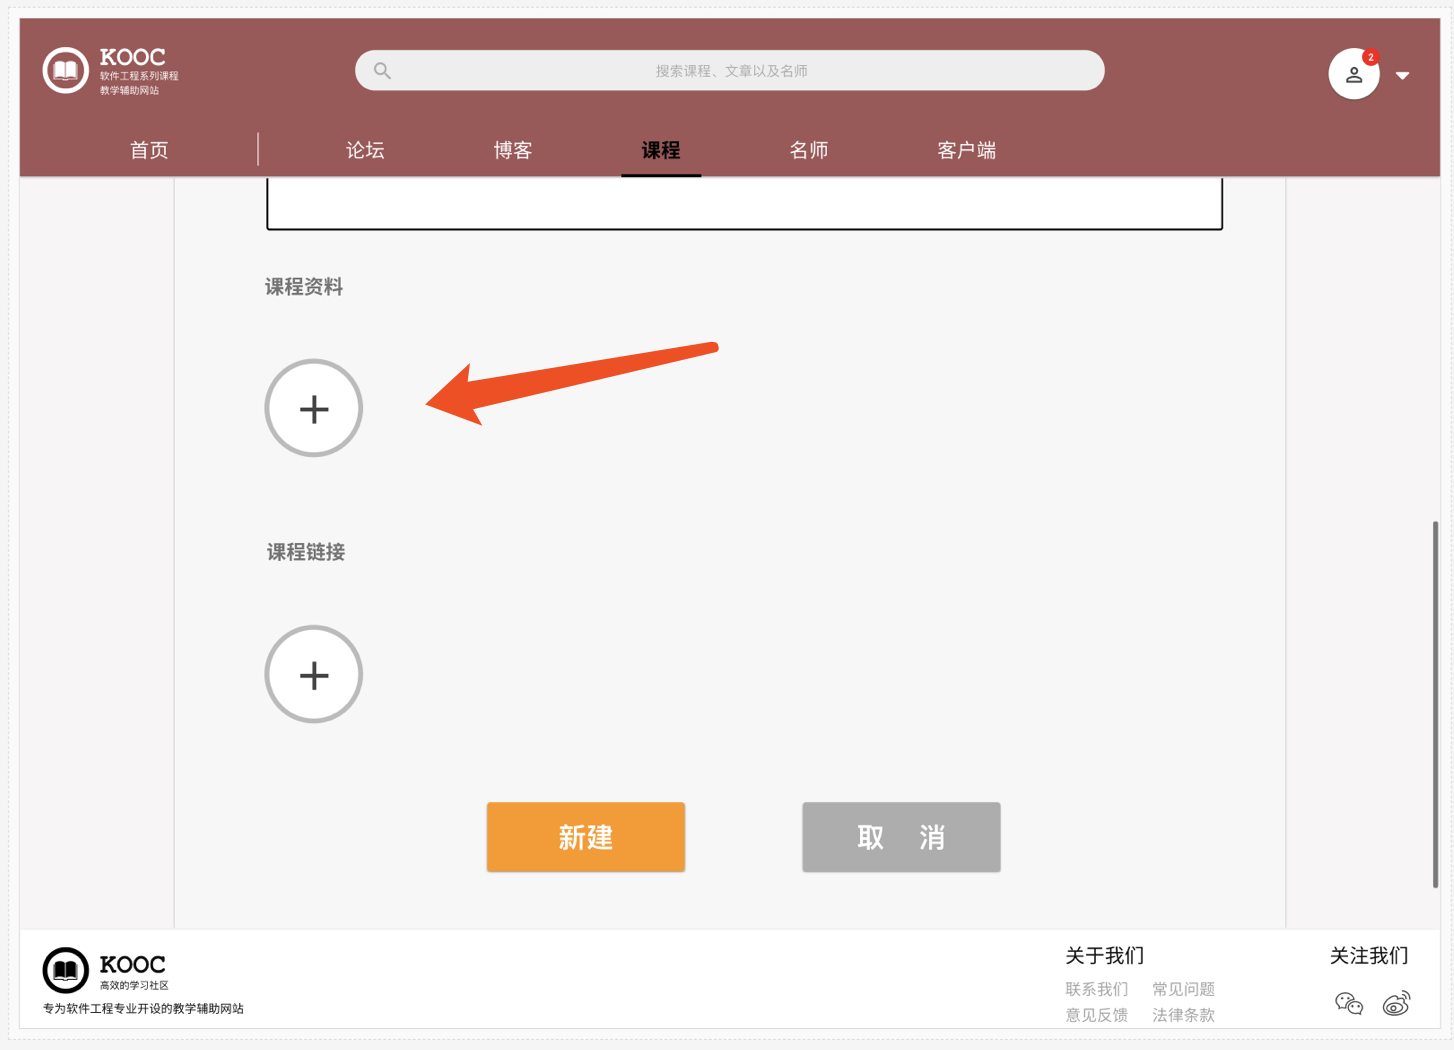 KOOC
软件工程系列课程
教学辅助网站
搜索课程、文章以及名师
2
首页 论坛 博客 课程 名师 客户端
课程资料
课程链接
新建 取 消
KOOC
高效的学习社区
专为软件工程专业开设的教学辅助网站
关于我们 关注我们
联系我们 常见问题
意见反馈 法律条款